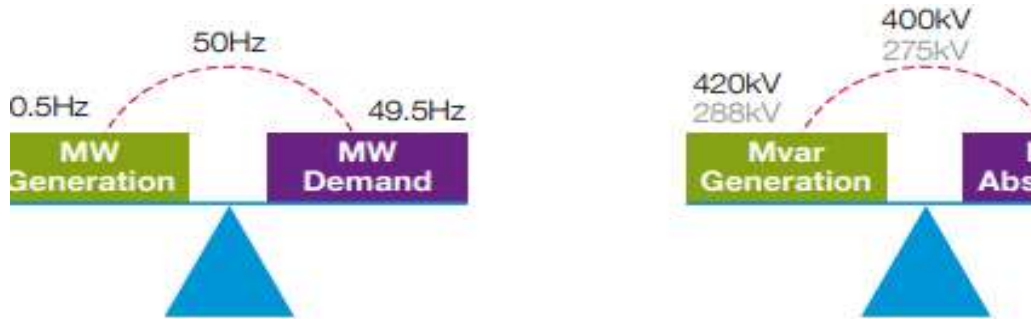 50Hz
0.5Hz
49.5Hz
MW
Generation
MW
Demand
400kV
275kV
420kV
288kV
Mvar
Generation
Abs